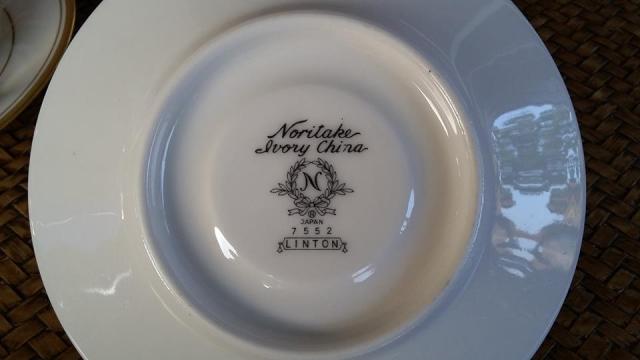 Noritake
Ivory China
N
®
JAPAN
7552
LINTON